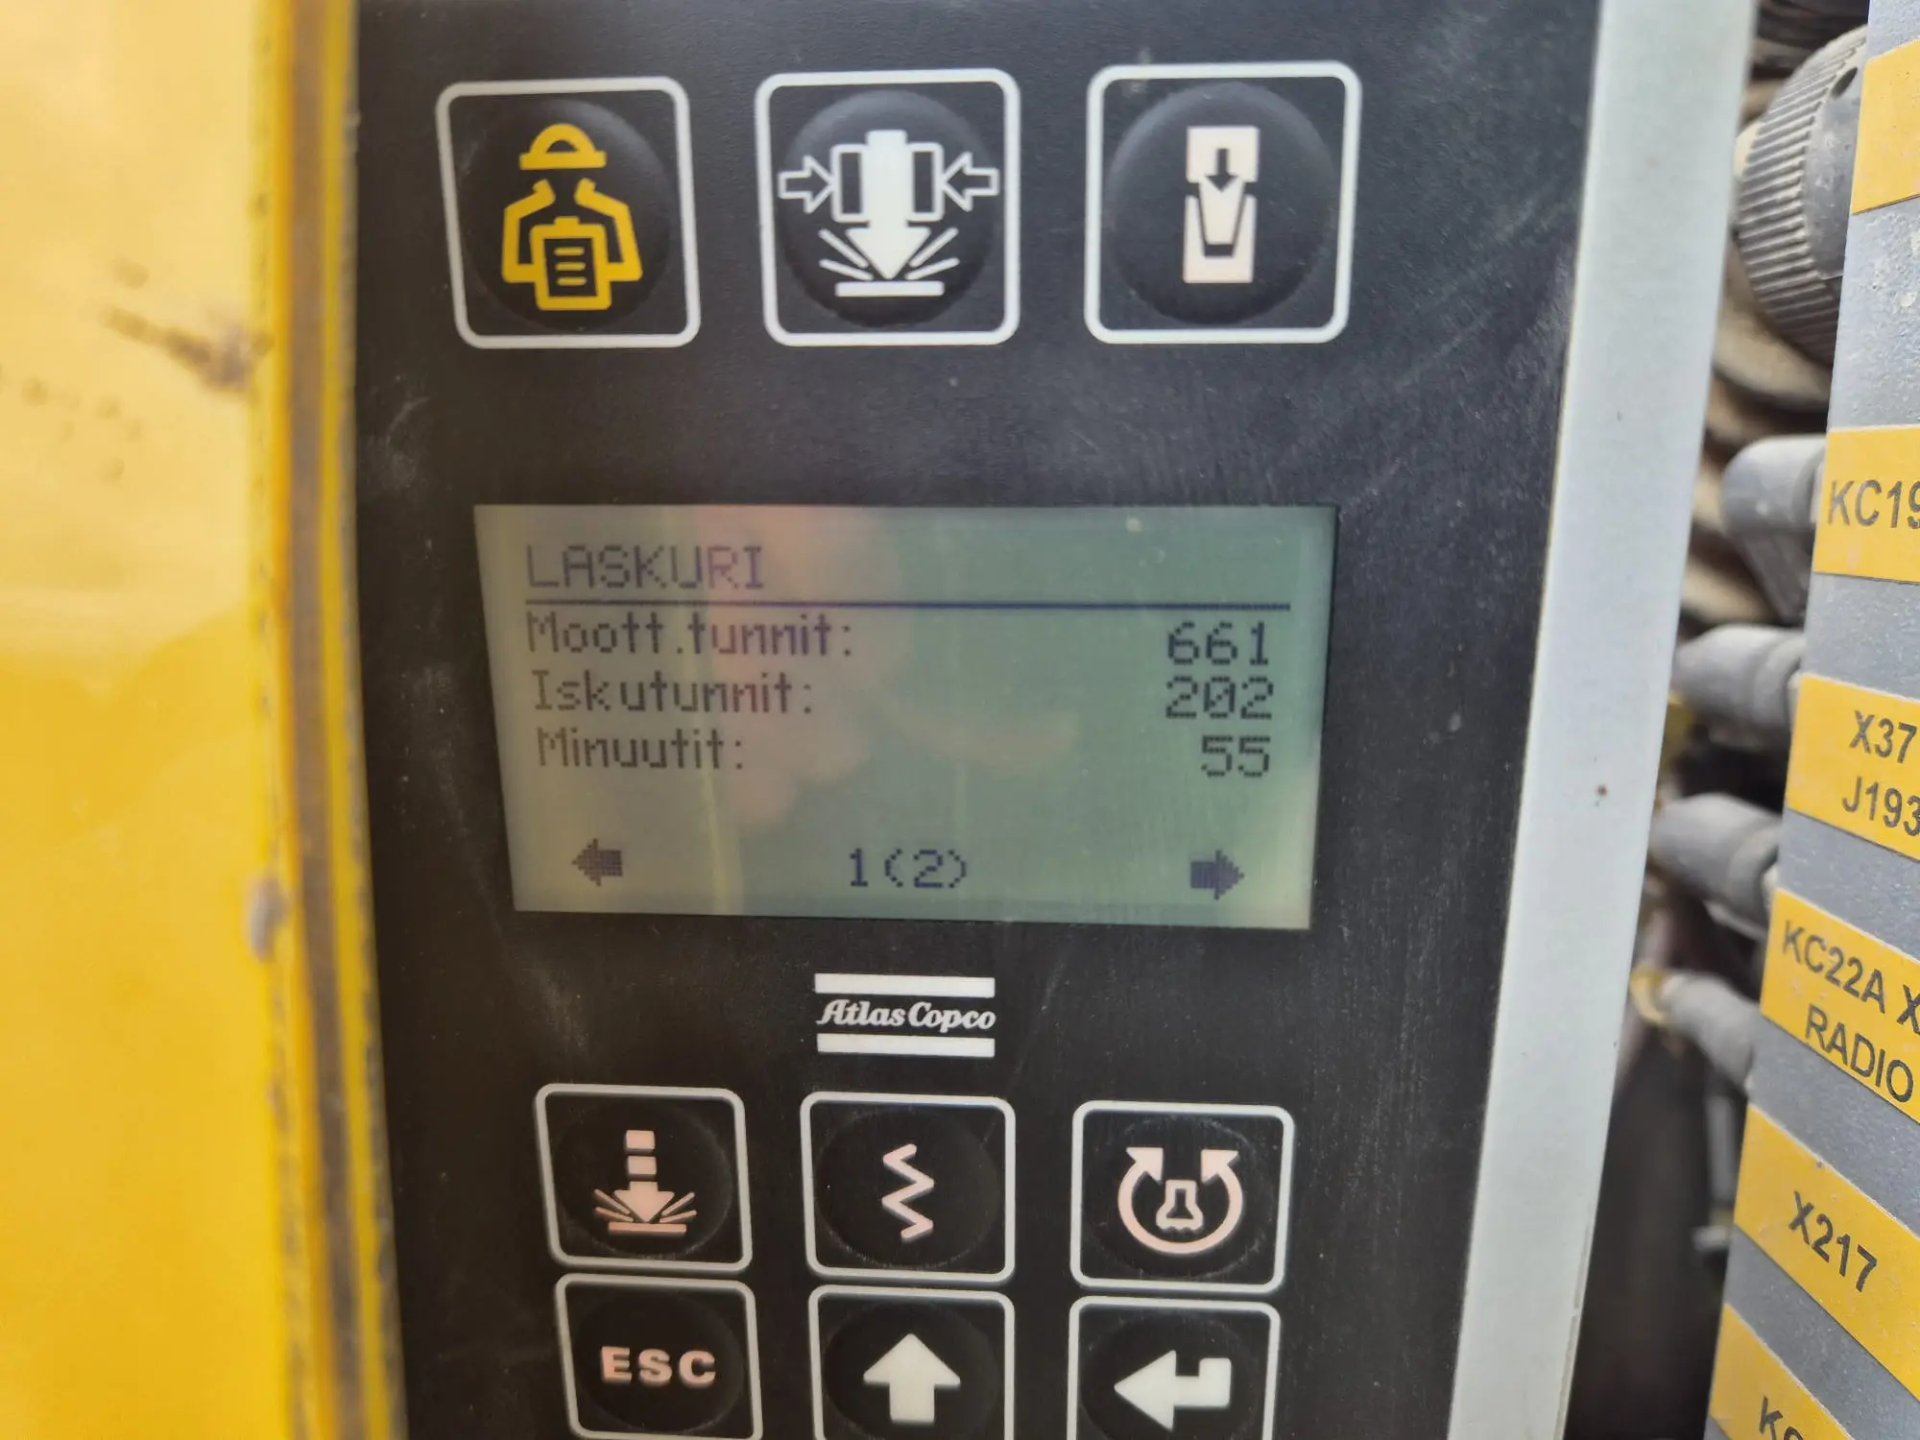 LASKURI
Moott.tunnit: 661
Iskutunnit: 202
Minuutit: 55
1(2)
Atlas Copco
ESC
KC19
X37
J193
KC22A X
RADIO
X217